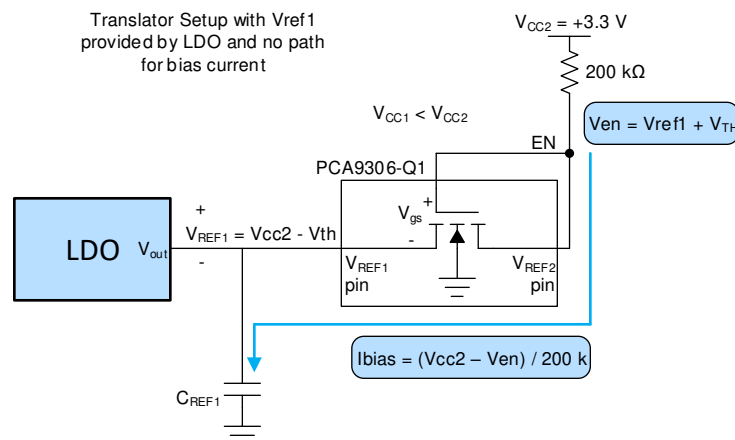 Translator Setup with Vref1
provided by LDO and no path
for bias current
VCC2 = +3.3 V
200 kΩ
VCC1 < VCC2
Ven = Vref1 + VTH
EN
PCA9306-Q1
Vgs
+
-
LDO
Vout
+
VREF1 = Vcc2 - Vth
-
VREF1
pin
VREF2
pin
Ibias = (Vcc2 – Ven) / 200 k
CREF1